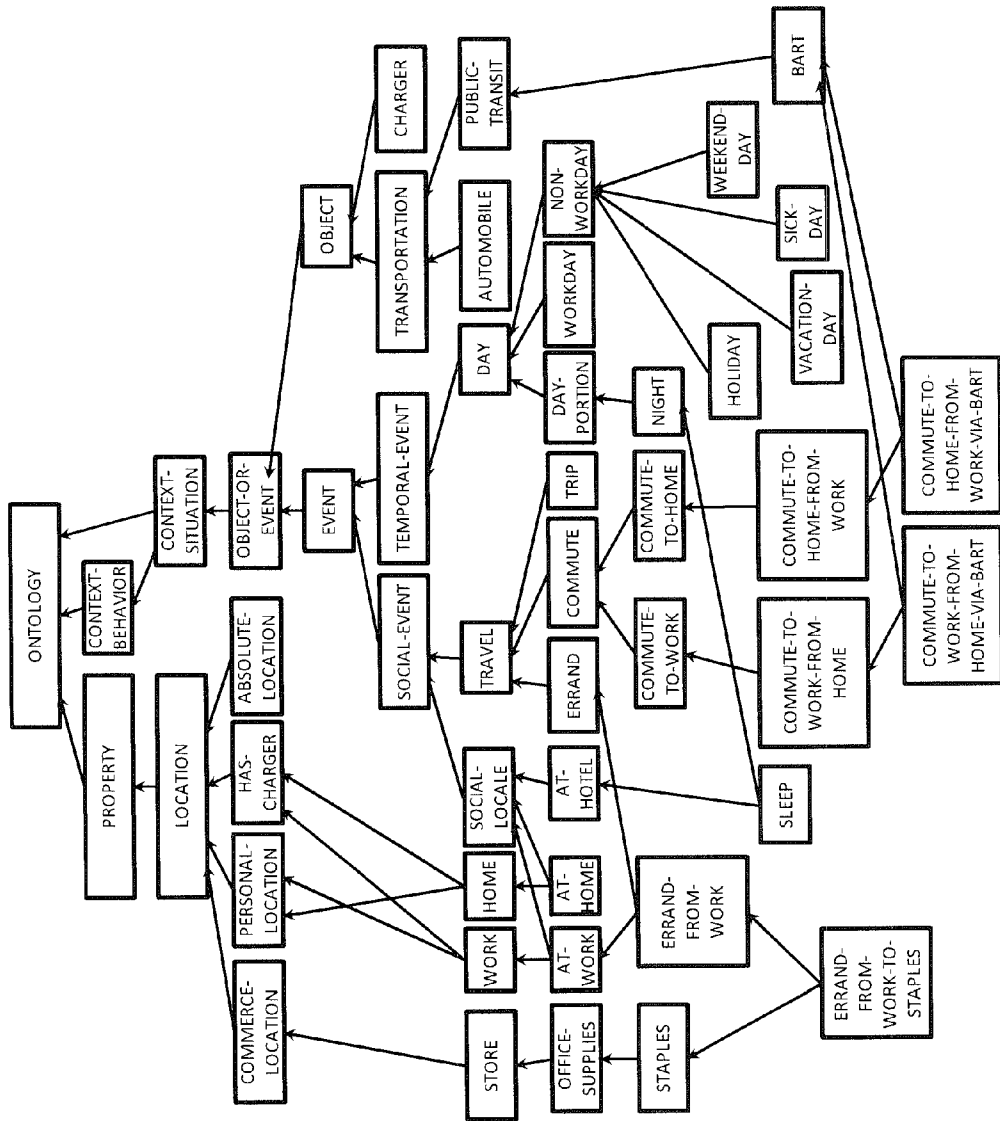 ONTOLOGY
PROPERTY
CONTEXT-
BEHAVIOR
CONTEXT-
SITUATION
LOCATION
OBJECT-OR-
EVENT
OBJECT
COMMERCE-
LOCATION
PERSONAL-
LOCATION
HAS-
CHARGER
ABSOLUTE-
LOCATION
EVENT
TRANSPORTATION
CHARGER
SOCIAL-EVENT
TEMPORAL-EVENT
STORE
WORK
HOME
SOCIAL-
LOCALE
TRAVEL
DAY
AUTOMOBILE
PUBLIC-
TRANSIT
OFFICE-
SUPPLIES
AT-
WORK
AT-
HOME
AT-
HOTEL
ERRAND
COMMUTE
TRIP
DAY-
PORTION
WORKDAY
NON-
WORKDAY
STAPLES
ERRAND-
FROM-
WORK
COMMUTE-
TO-WORK
COMMUTE-
TO-HOME
NIGHT
HOLIDAY
VACATION-
DAY
SICK-
DAY
WEEKEND-
DAY
SLEEP
COMMUTE-TO-
WORK-FROM-
HOME
COMMUTE-TO-
HOME-FROM-
WORK
BART
ERRAND-
FROM-
WORK-TO-
STAPLES
COMMUTE-TO-
WORK-FROM-
HOME-VIA-BART
COMMUTE-TO-
HOME-FROM-
WORK-VIA-BART